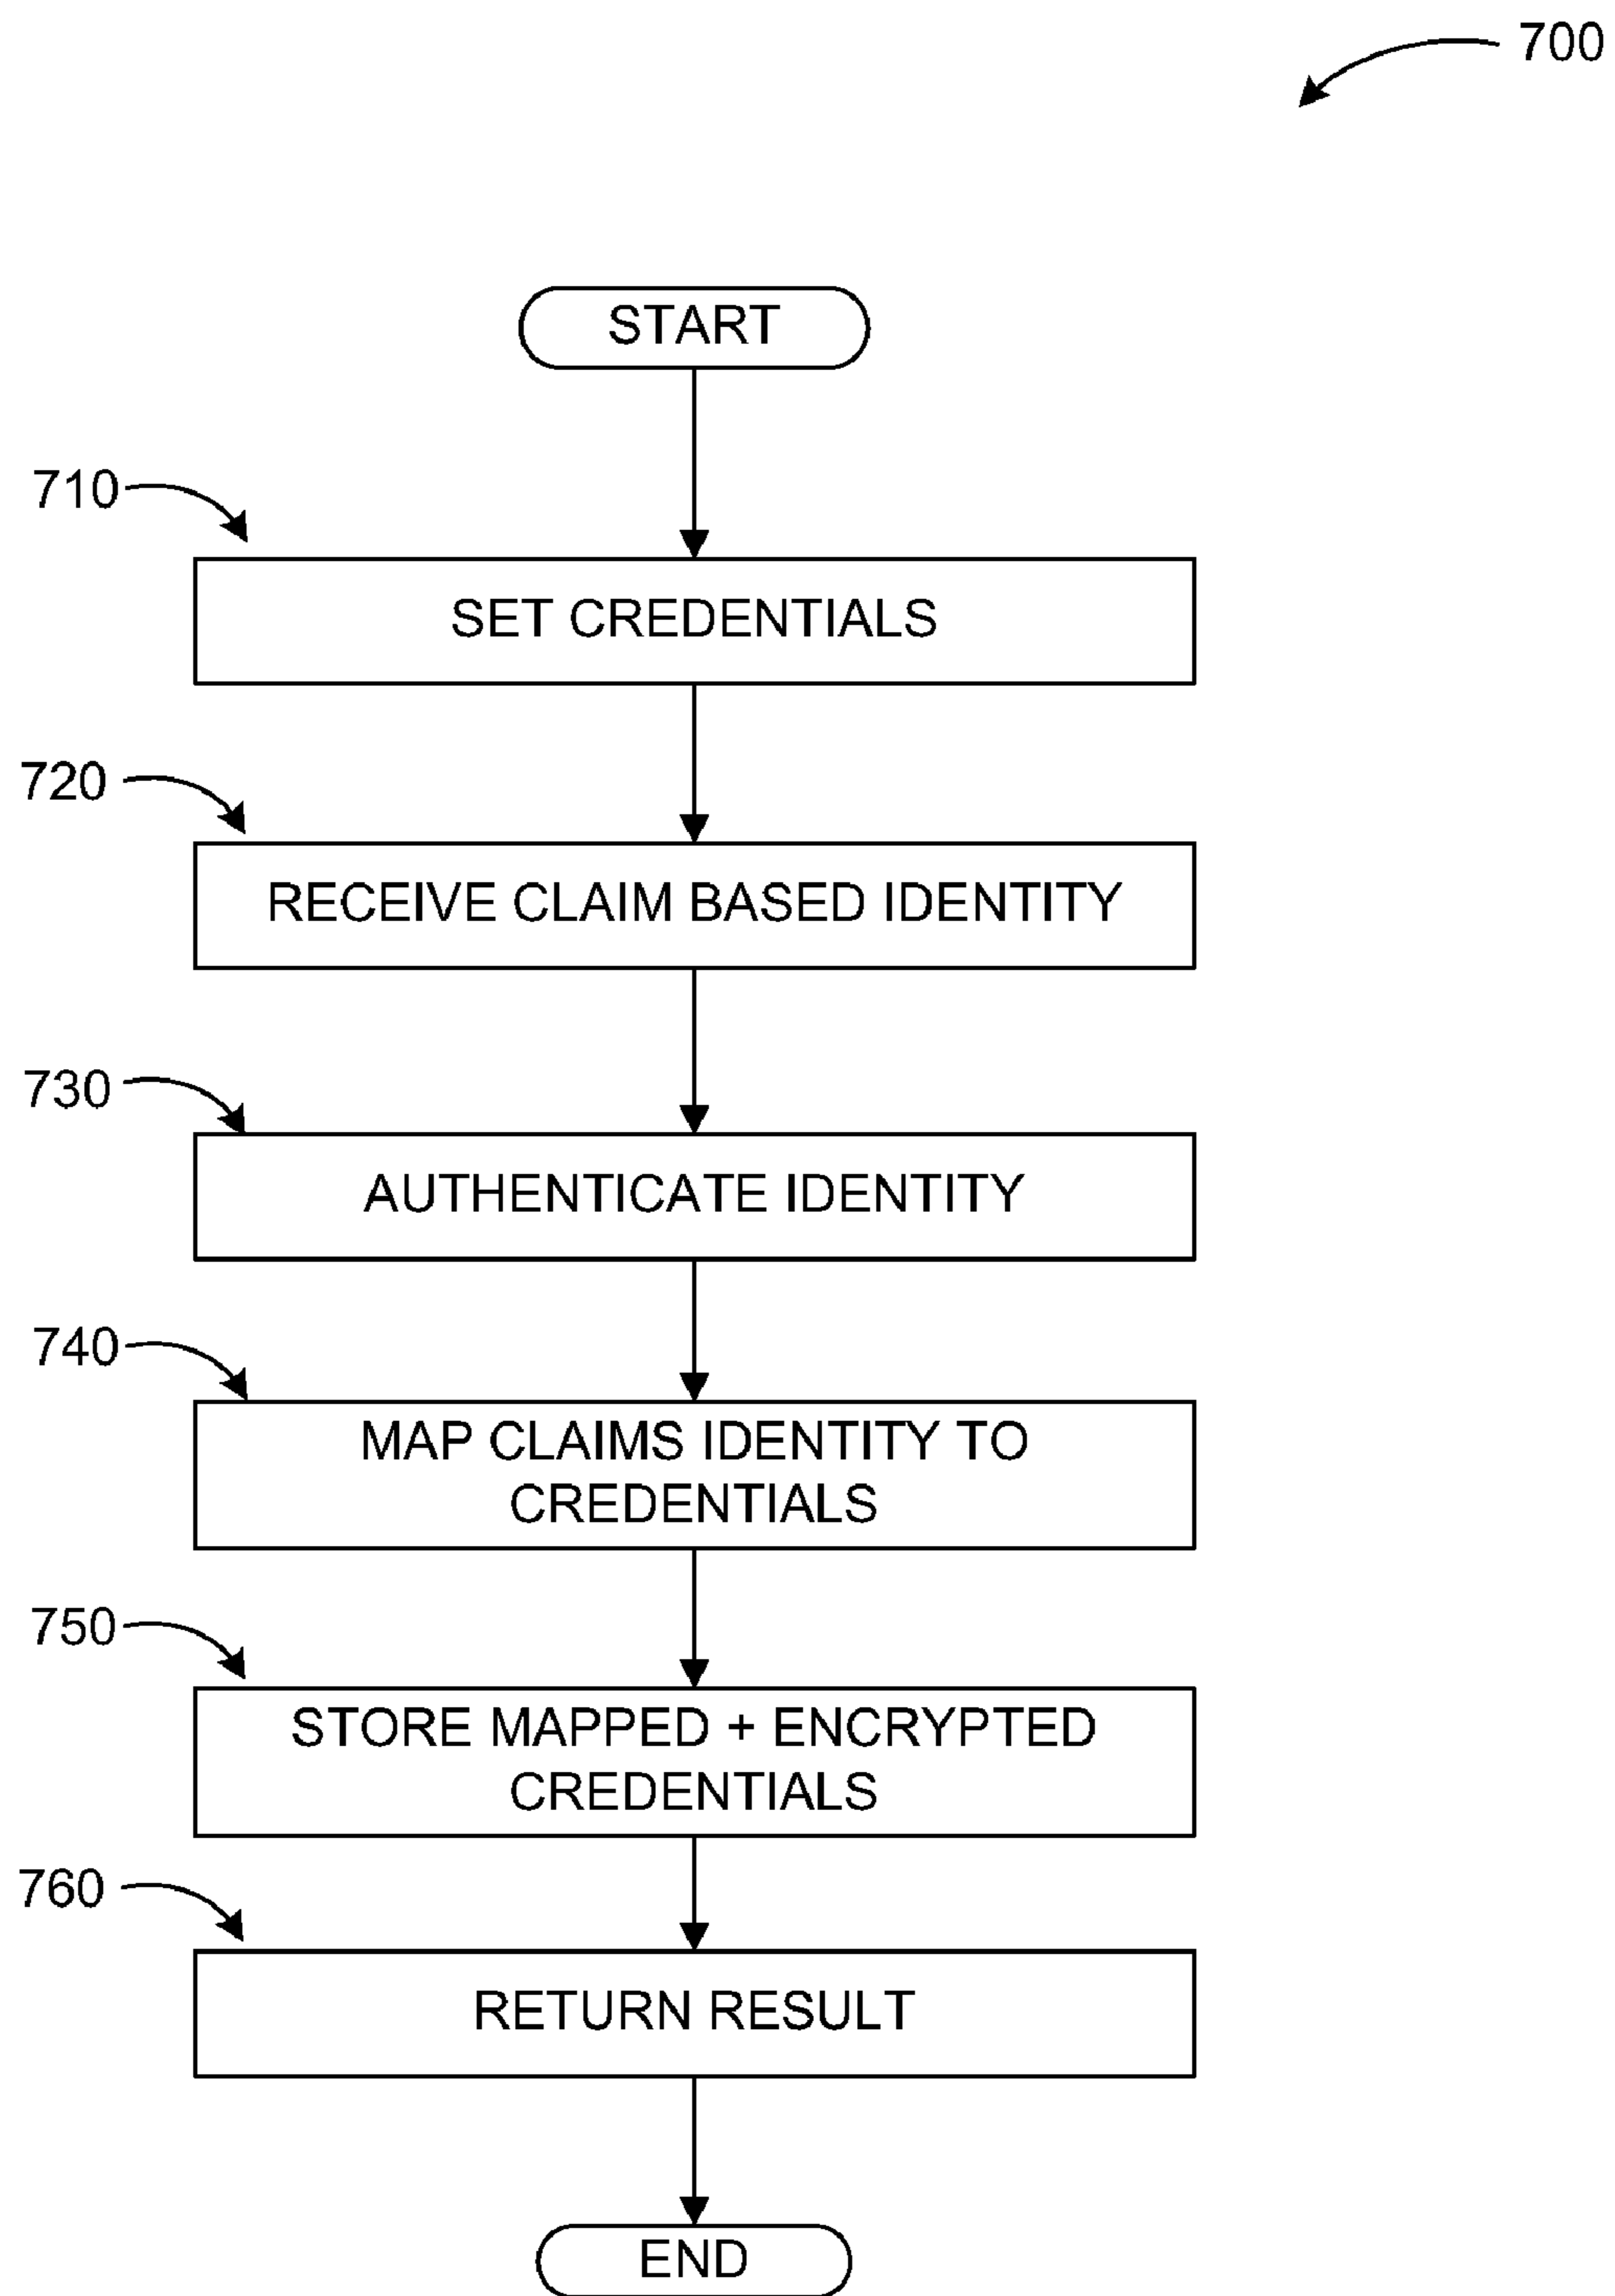 700
START
710
SET CREDENTIALS
720
RECEIVE CLAIM BASED IDENTITY
730
AUTHENTICATE IDENTITY
740
MAP CLAIMS IDENTITY TO
CREDENTIALS
750
STORE MAPPED + ENCRYPTED
CREDENTIALS
760
RETURN RESULT
END